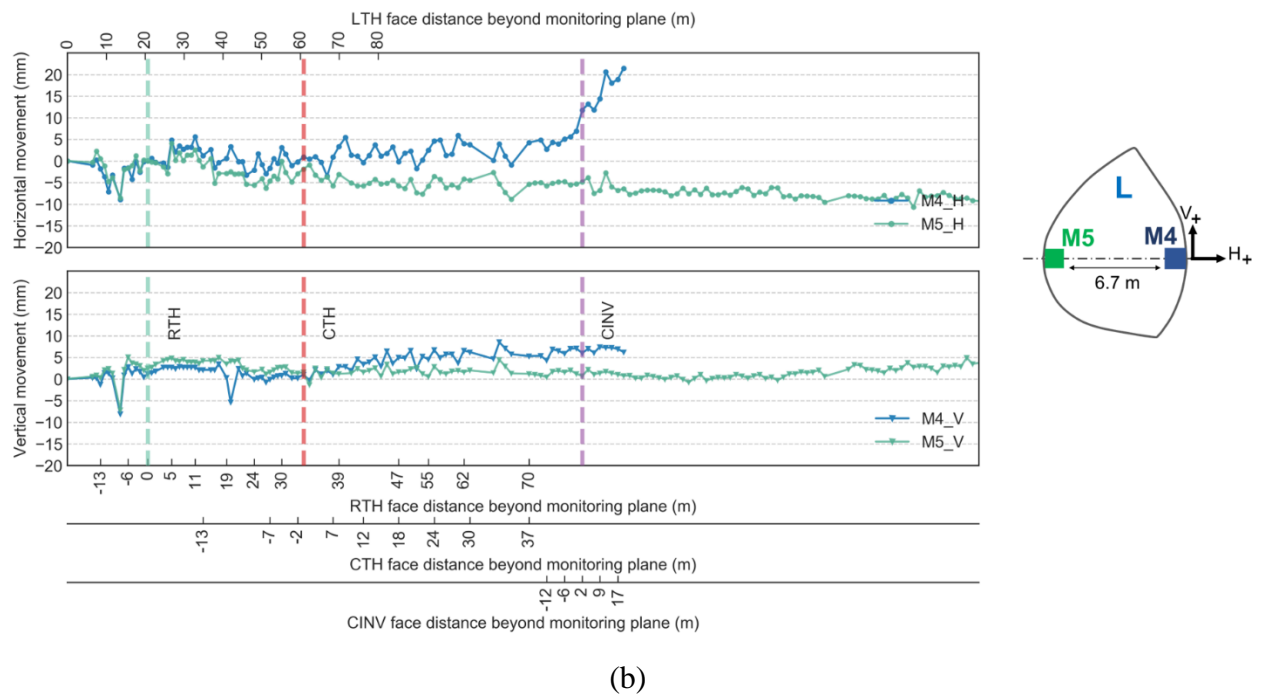 LTH face distance beyond monitoring plane (m)
0 10 20 30 40 50 60 70 80
Horizontal movement (mm)
20
15
10
5
0
−5
−10
−15
−20
M4_H
M5_H
Vertical movement (mm)
20
15
10
5
0
−5
−10
−15
−20
RTH
CTH
CINV
M4_V
M5_V
-13 -6 0 5 11 19 24 30 39 47 55 62 70
RTH face distance beyond monitoring plane (m)
-13 -7 -2 7 12 18 24 30 37
CTH face distance beyond monitoring plane (m)
-12 -6 2 9 17
CINV face distance beyond monitoring plane (m)
L
M5 M4
V+
H+
6.7 m
(b)